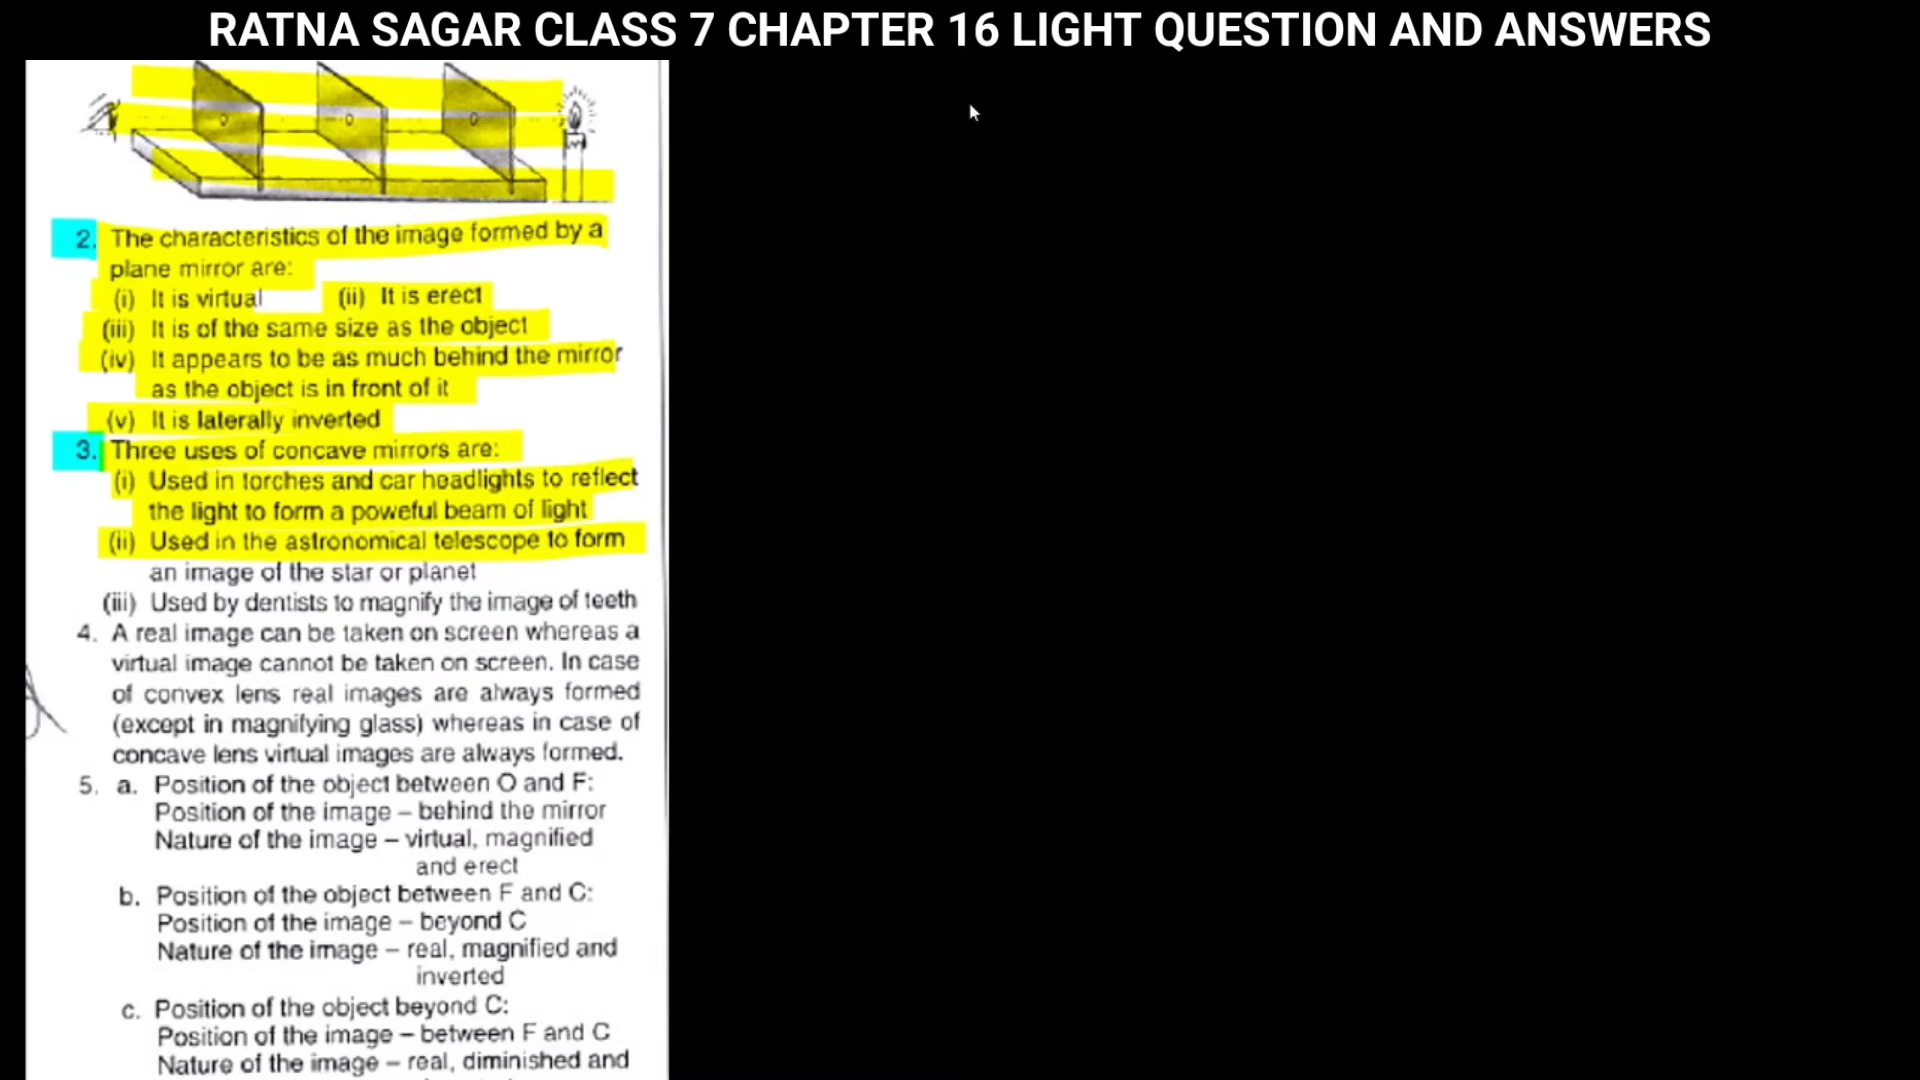 RATNA SAGAR CLASS 7 CHAPTER 16 LIGHT QUESTION AND ANSWERS
2. The characteristics of the image formed by a
plane mirror are:
(i) It is virtual (ii) It is erect
(iii) It is of the same size as the object
(iv) It appears to be as much behind the mirror
as the object is in front of it
(v) It is laterally inverted
3. Three uses of concave mirrors are:
(i) Used in torches and car headlights to reflect
the light to form a poweful beam of light
(ii) Used in the astronomical telescope to form
an image of the star or planet
(iii) Used by dentists to magnify the image of teeth
4. A real image can be taken on screen whereas a
virtual image cannot be taken on screen. In case
of convex lens real images are always formed
(except in magnifying glass) whereas in case of
concave lens virtual images are always formed.
5. a. Position of the object between O and F:
Position of the image – behind the mirror
Nature of the image – virtual, magnified
and erect
b. Position of the object between F and C:
Position of the image – beyond C
Nature of the image – real, magnified and
inverted
c. Position of the object beyond C:
Position of the image – between F and C
Nature of the image – real, diminished and